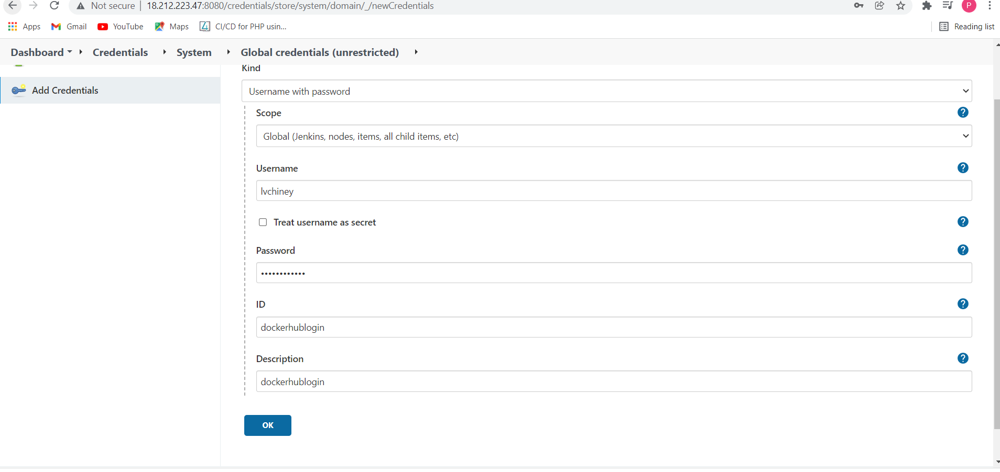 Not secure | 18.212.223.47:8080/credentials/store/system/domain/_/newCredentials P
Apps Gmail YouTube Maps CI/CD for PHP usin... Reading list
Dashboard Credentials System Global credentials (unrestricted)
Kind
Add Credentials
Username with password
Scope ?
Global (Jenkins, nodes, items, all child items, etc)
Username ?
lvchiney
Treat username as secret ?
Password ?
••••••••••••
ID ?
dockerhublogin
Description ?
dockerhublogin
OK